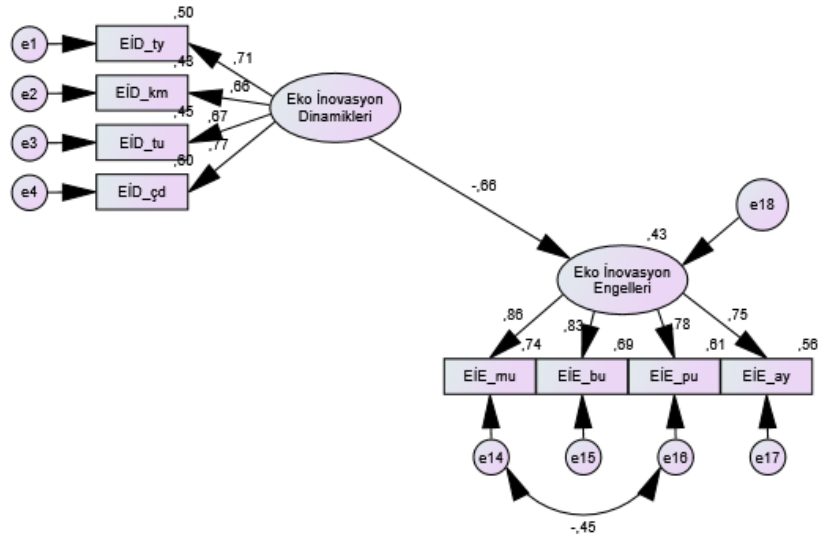 ,50
e1
EİD_ty
,71
,43
e2
EİD_km
,66
Eko İnovasyon
Dinamikleri
,45
,67
e3
EİD_tu
,77
,60
e4
EİD_çd
-,66
e18
,43
Eko İnovasyon
Engelleri
,86
,83
,78
,75
,74
,69
,61
,56
EİE_mu
EİE_bu
EİE_pu
EİE_ay
e14
e15
e16
e17
-,45